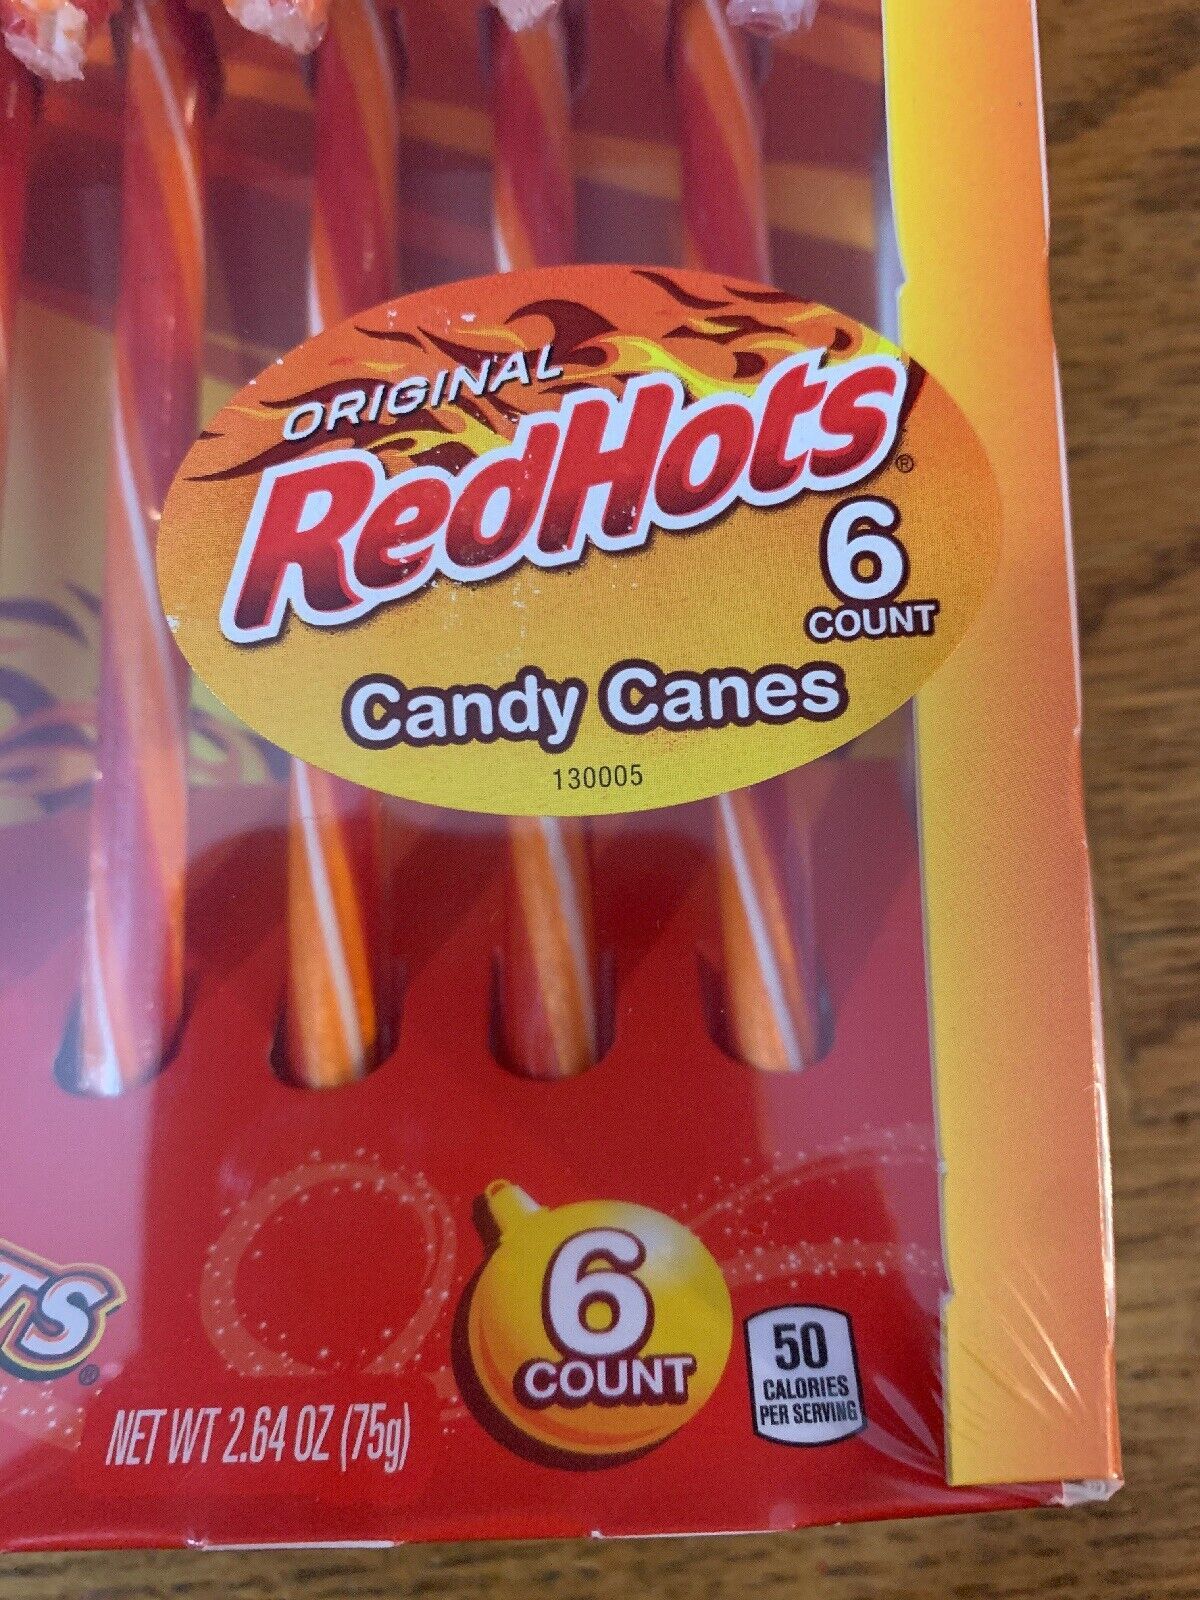 ORIGINAL
RedHots®
6
COUNT
Candy Canes
130005
TS®
6
COUNT
50
CALORIES
PER SERVING
NET WT 2.64 OZ (75g)